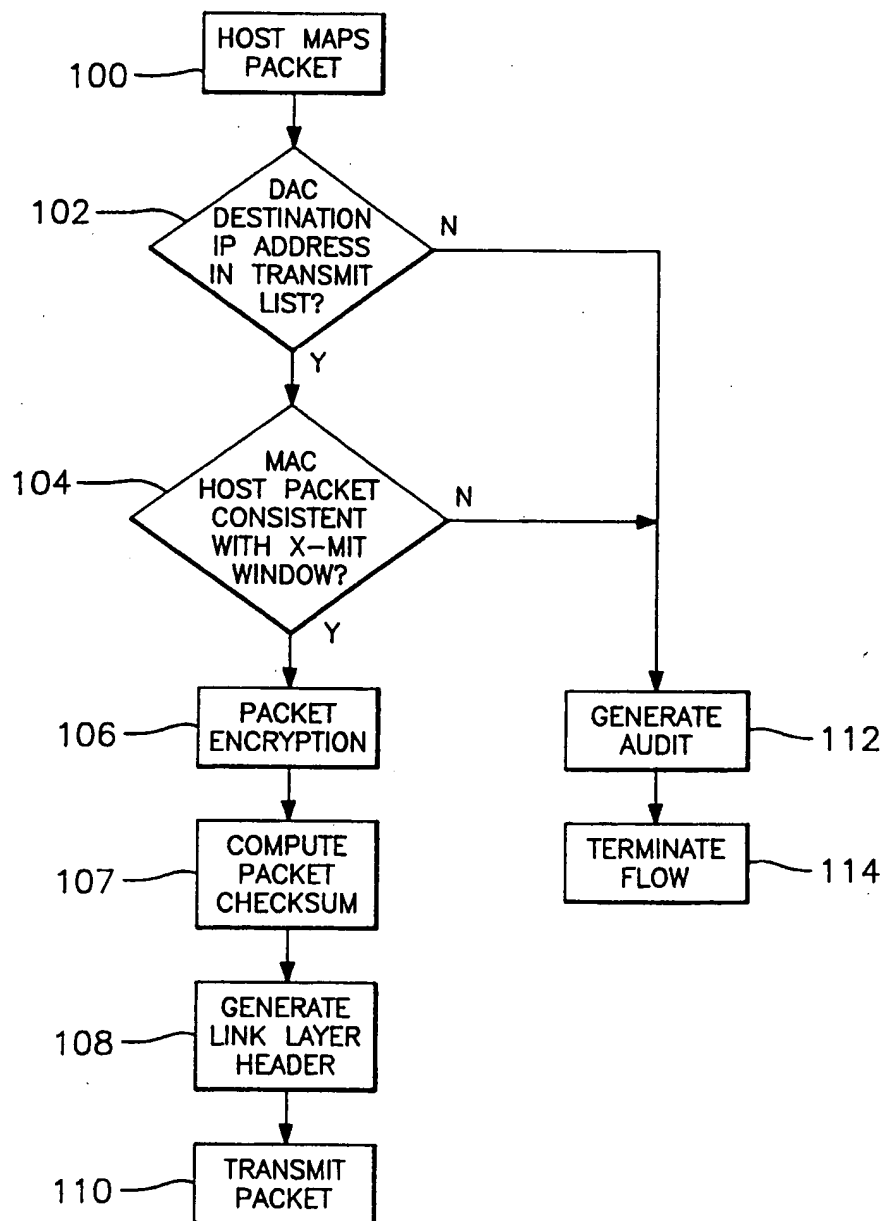 HOST MAPS
PACKET
100
DAC
DESTINATION
IP ADDRESS
IN TRANSMIT
LIST?
102
N
Y
MAC
HOST PACKET
CONSISTENT
WITH X-MIT
WINDOW?
104
N
Y
PACKET
ENCRYPTION
106
GENERATE
AUDIT
112
COMPUTE
PACKET
CHECKSUM
107
TERMINATE
FLOW
114
GENERATE
LINK LAYER
HEADER
108
TRANSMIT
PACKET
110